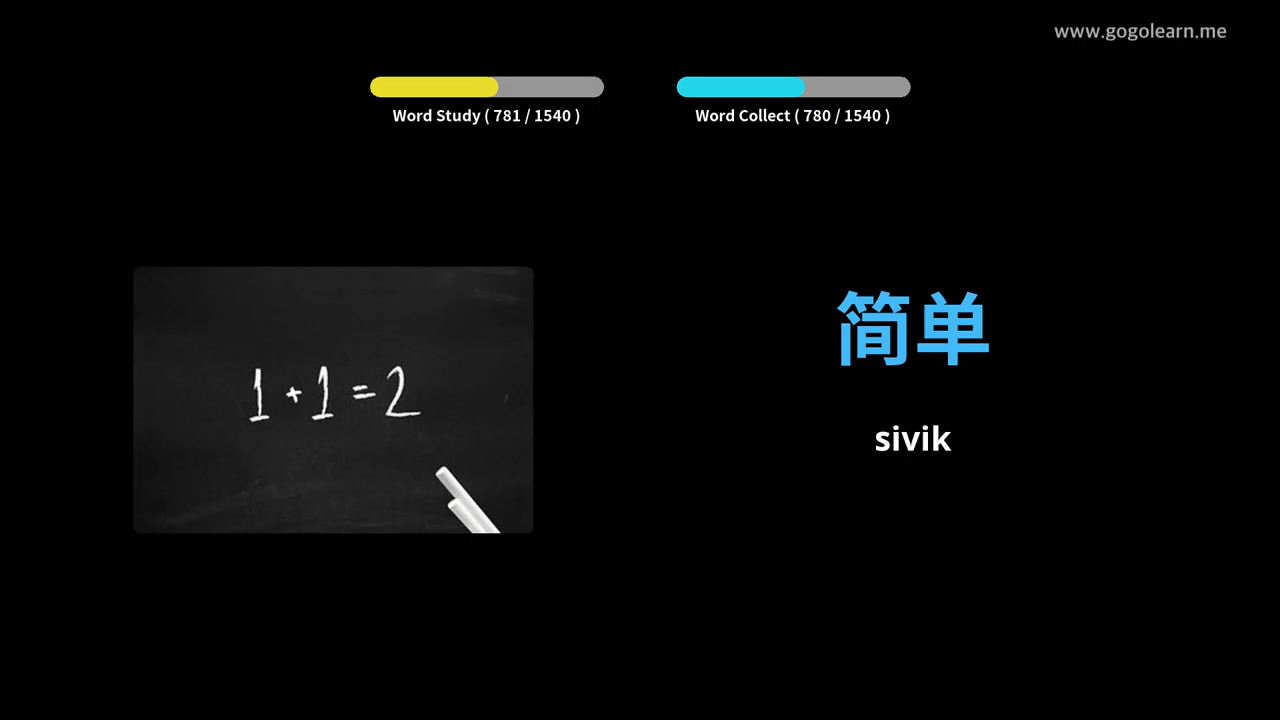 www.gogolearn.me
Word Study ( 781 / 1540 )
Word Collect ( 780 / 1540 )
1 + 1 = 2
简单
sivik